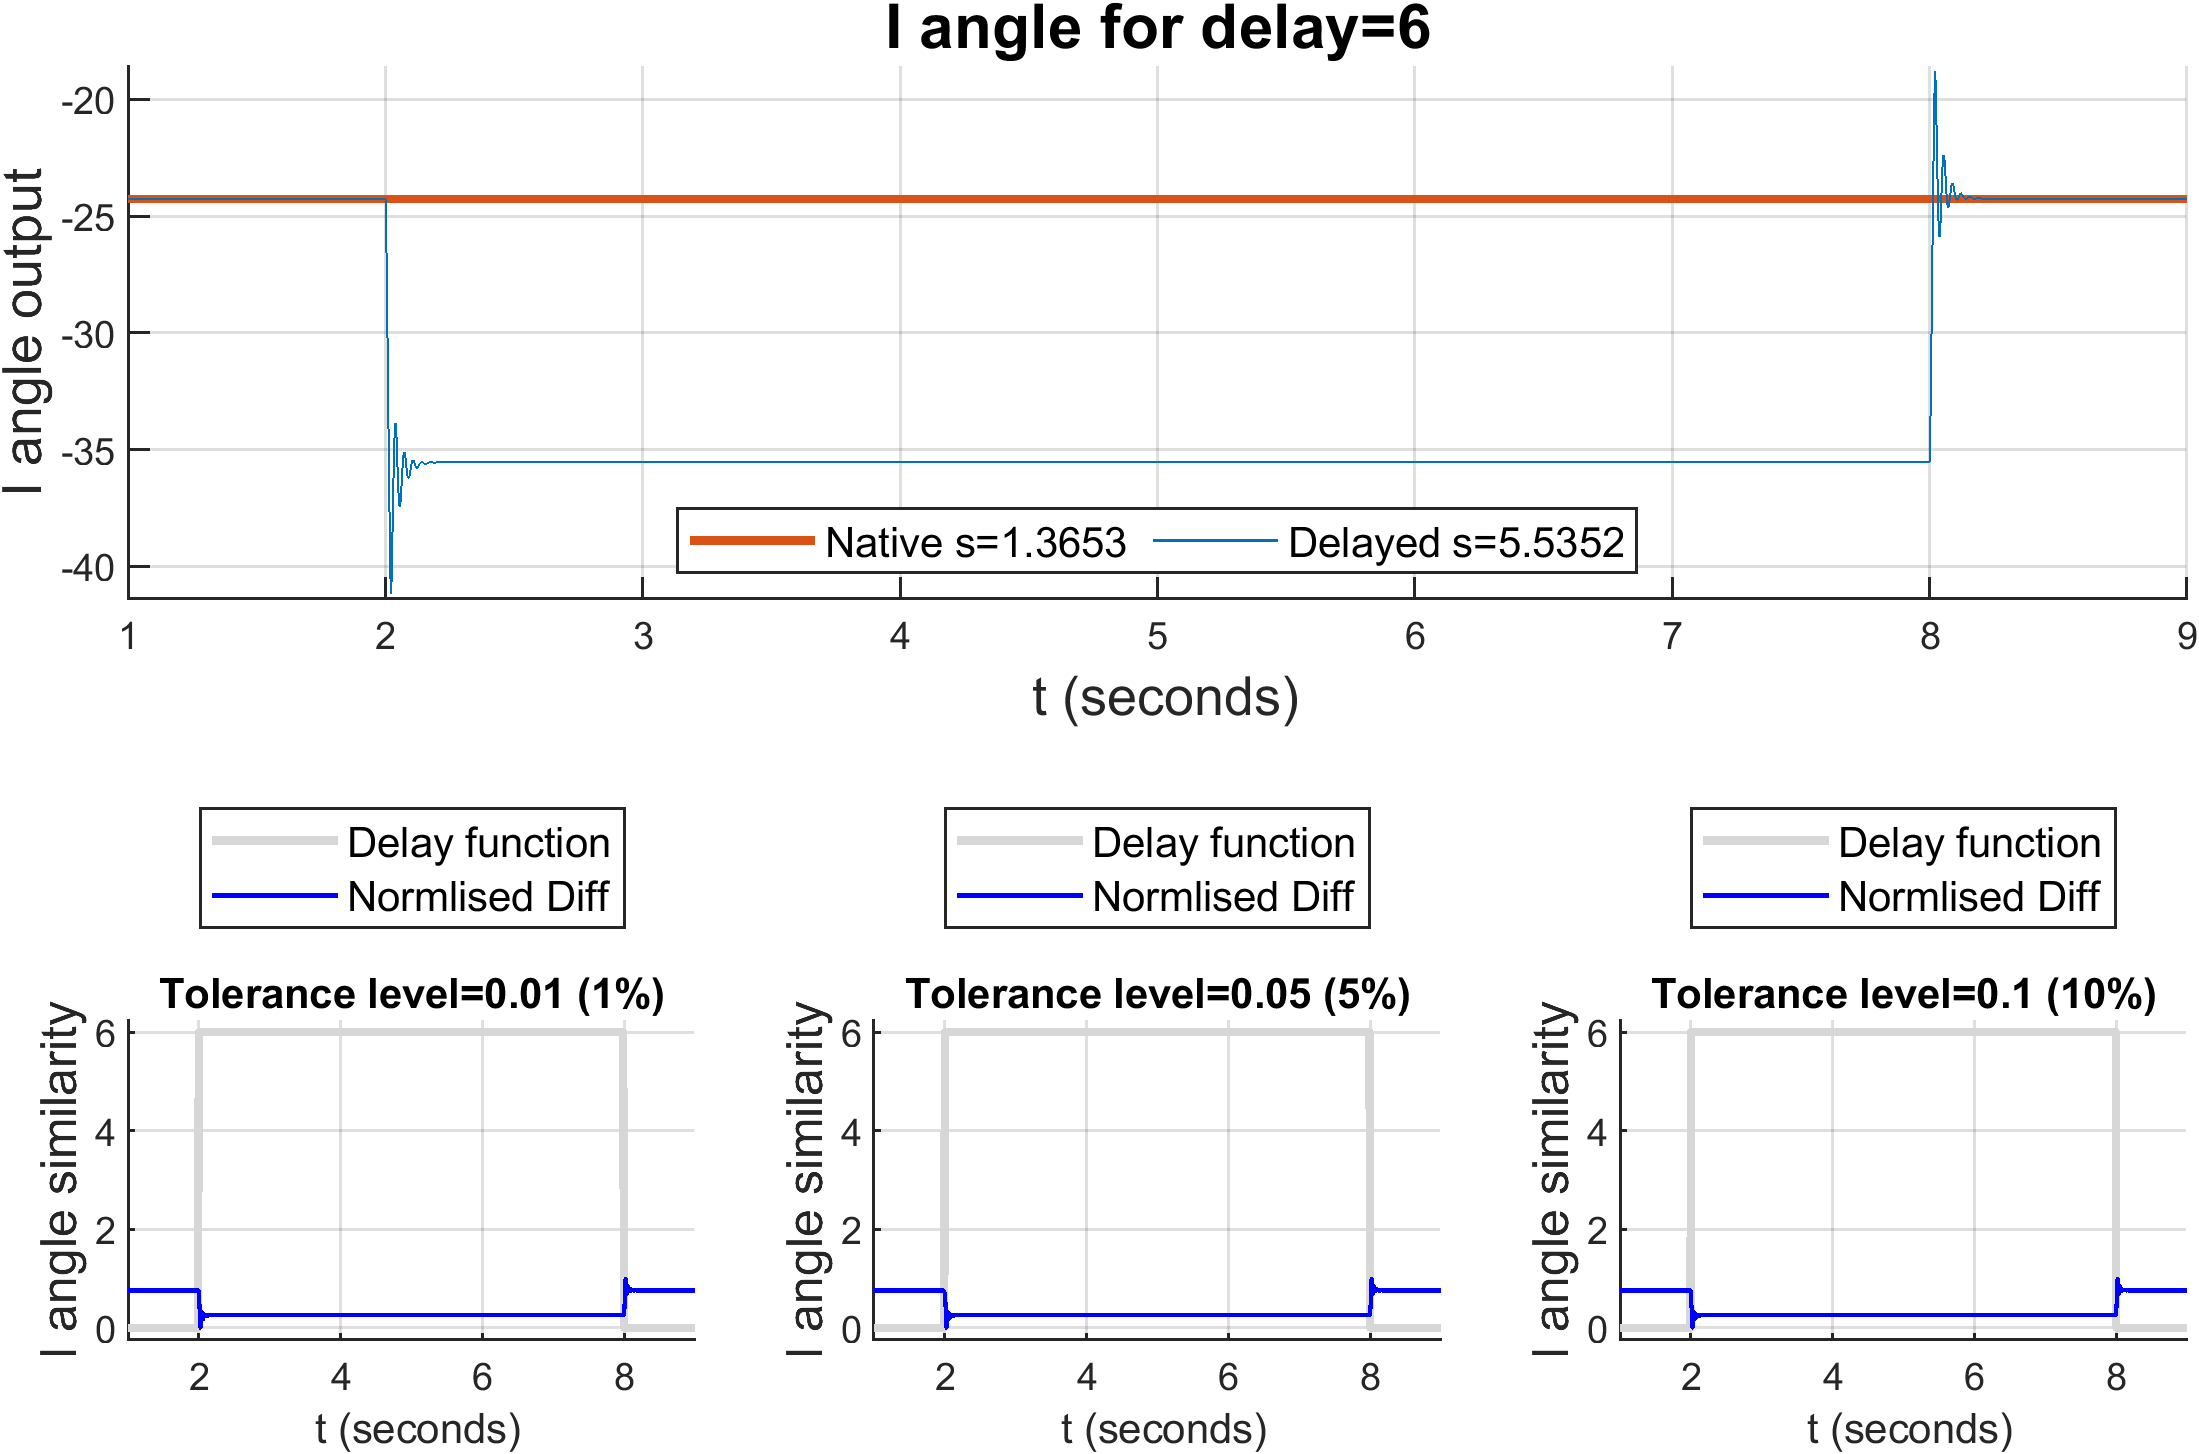 I angle for delay=6
I angle output
-20
-25
-30
-35
-40
Native s=1.3653 Delayed s=5.5352
1 2 3 4 5 6 7 8 9
t (seconds)
Delay function
Normlised Diff
Delay function
Normlised Diff
Delay function
Normlised Diff
Tolerance level=0.01 (1%)
I angle similarity
6
4
2
0
2 4 6 8
t (seconds)
Tolerance level=0.05 (5%)
I angle similarity
6
4
2
0
2 4 6 8
t (seconds)
Tolerance level=0.1 (10%)
I angle similarity
6
4
2
0
2 4 6 8
t (seconds)